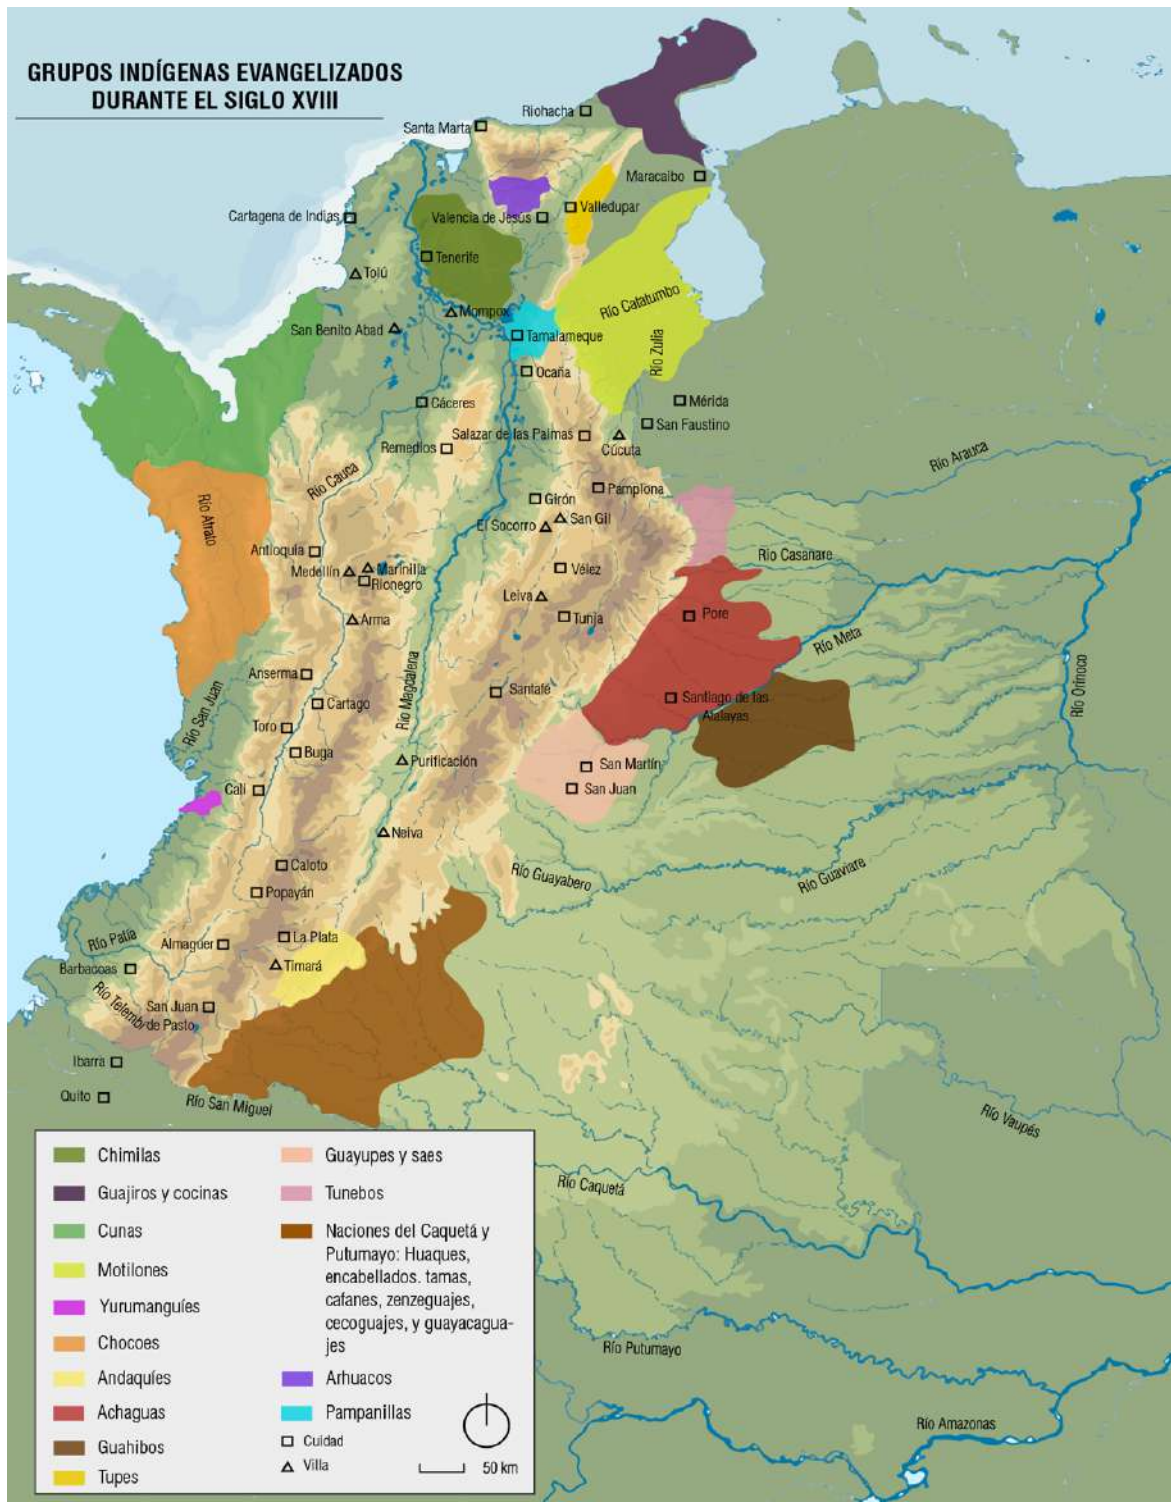 GRUPOS INDÍGENAS EVANGELIZADOS
DURANTE EL SIGLO XVIII
Riohacha
Santa Marta
Maracaibo
Cartagena de Indias
Valencia de Jesús
Valledupar
Tenerife
Tolú
Río Catatumbo
Mompox
San Benito Abad
Tamalameque
Río Zulia
Ocaña
Cáceres
Mérida
San Faustino
Salazar de las Palmas
Cúcuta
Remedios
Río Arauca
Río Cauca
Pamplona
Girón
Río Atrato
San Gil
El Socorro
Antioquia
Río Casanare
Medellín
Marinilla
Rionegro
Vélez
Leiva
Arma
Tunja
Pore
Río Meta
Anserma
Río Magdalena
Río Orinoco
Santafé
Santiago de las
Atalayas
Río San Juan
Cartago
Toro
Buga
Purificación
San Martín
San Juan
Cali
Neiva
Caloto
Río Guayabero
Río Guaviare
Popayán
Río Patía
Almaguer
La Plata
Barbacoas
Timará
Río Telembí
San Juan
de Pasto
Ibarra
Quito
Río San Miguel
Río Vaupés
Río Caquetá
Río Putumayo
Río Amazonas
Chimilas
Guajiros y cocinas
Cunas
Motilones
Yurumanguíes
Chocoes
Andaquíes
Achaguas
Guahibos
Tupes
Guayupes y saes
Tunebos
Naciones del Caquetá y
Putumayo: Huaques,
encabellados. tamas,
cafanes, zenzeguajes,
cecoguajes, y guayacagua-
jes
Arhuacos
Pampanillas
Cuidad
Villa
50 km